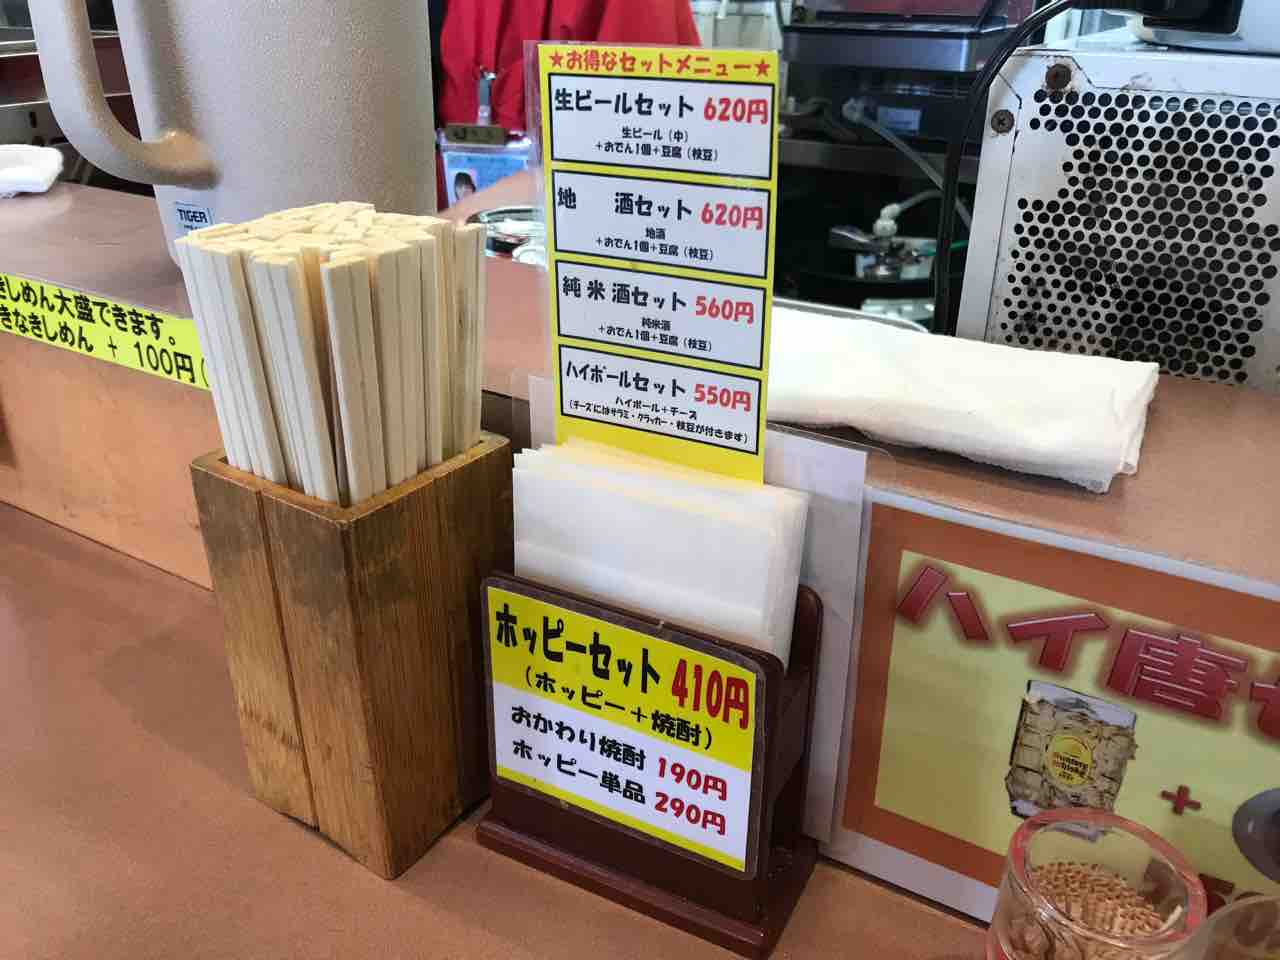 ★お得なセットメニュー★
生ビールセット 620円
生ビール（中）
+おでん1個+豆腐（枝豆）
地 酒セット 620円
地酒
+おでん1個+豆腐（枝豆）
純米酒セット 560円
純米酒
+おでん1個+豆腐（枝豆）
ハイボールセット 550円
ハイボール+チーズ
（チーズにはサラミ・クラッカー・枝豆が付きます）
TIGER
きしめん大盛できます。
きなきしめん + 100円（
ホッピーセット 410円
（ホッピー+焼酎）
おかわり焼酎 190円
ホッピー単品 290円
ハイ唐セ
+